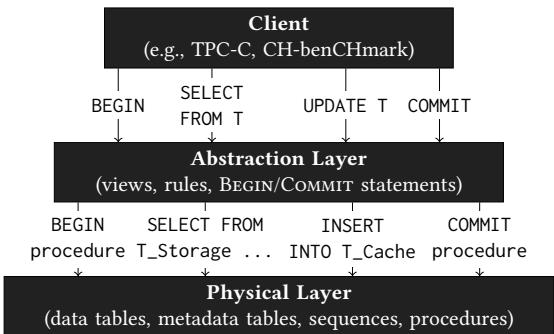 Client
(e.g., TPC-C, CH-benCHmark)
BEGIN
SELECT
FROM T
UPDATE T
COMMIT
Abstraction Layer
(views, rules, BEGIN/COMMIT statements)
BEGIN
procedure
SELECT FROM
T_Storage ...
INSERT
INTO T_Cache
COMMIT
procedure
Physical Layer
(data tables, metadata tables, sequences, procedures)